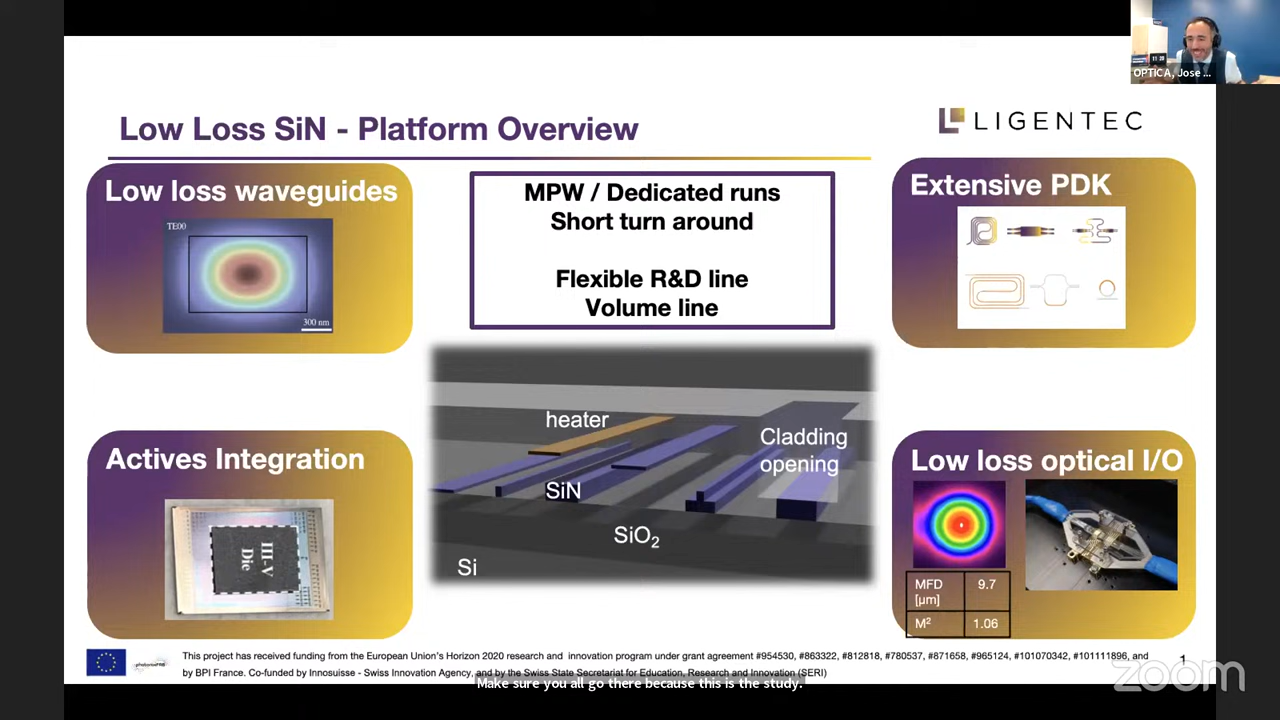 OPTICA, Jose ...
Low Loss SiN - Platform Overview
LIGENTEC
Low loss waveguides
TE00
300 nm
MPW / Dedicated runs
Short turn around
Flexible R&D line
Volume line
Extensive PDK
heater
Cladding
opening
SiN
SiO₂
Si
Actives Integration
III-V
Die
Low loss optical I/O
MFD 9.7
[μm]
M² 1.06
This project has received funding from the European Union's Horizon 2020 research and innovation program under grant agreement #954530, #863322, #812818, #780537, #871658, #965124, #101070342, #101111896, and
by BPI France. Co-funded by Innosuisse - Swiss Innovation Agency, and by the Swiss State Secretariat for Education, Research and Innovation (SERI)
1
Make sure you all go there because this is the study.
zoom